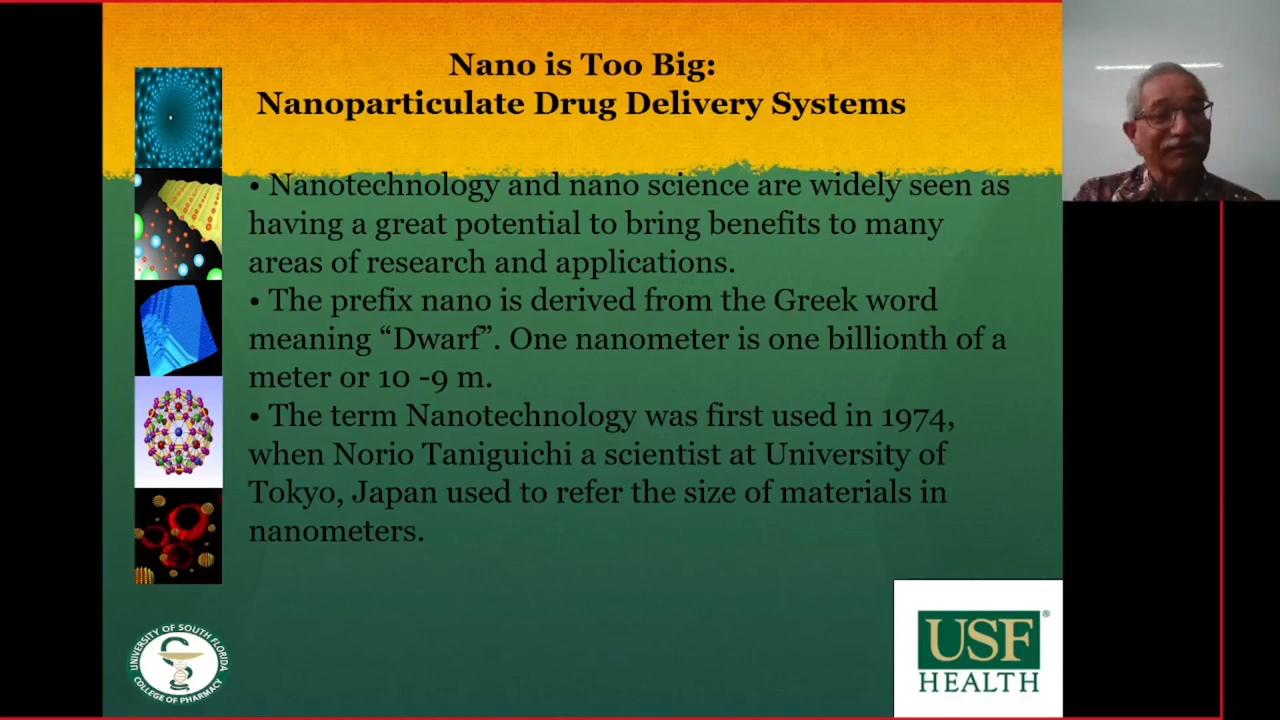 Nano is Too Big:
Nanoparticulate Drug Delivery Systems
• Nanotechnology and nano science are widely seen as
having a great potential to bring benefits to many
areas of research and applications.
• The prefix nano is derived from the Greek word
meaning “Dwarf”. One nanometer is one billionth of a
meter or 10 -9 m.
• The term Nanotechnology was first used in 1974,
when Norio Taniguichi a scientist at University of
Tokyo, Japan used to refer the size of materials in
nanometers.
UNIVERSITY OF SOUTH FLORIDA
COLLEGE OF PHARMACY
USF®
HEALTH